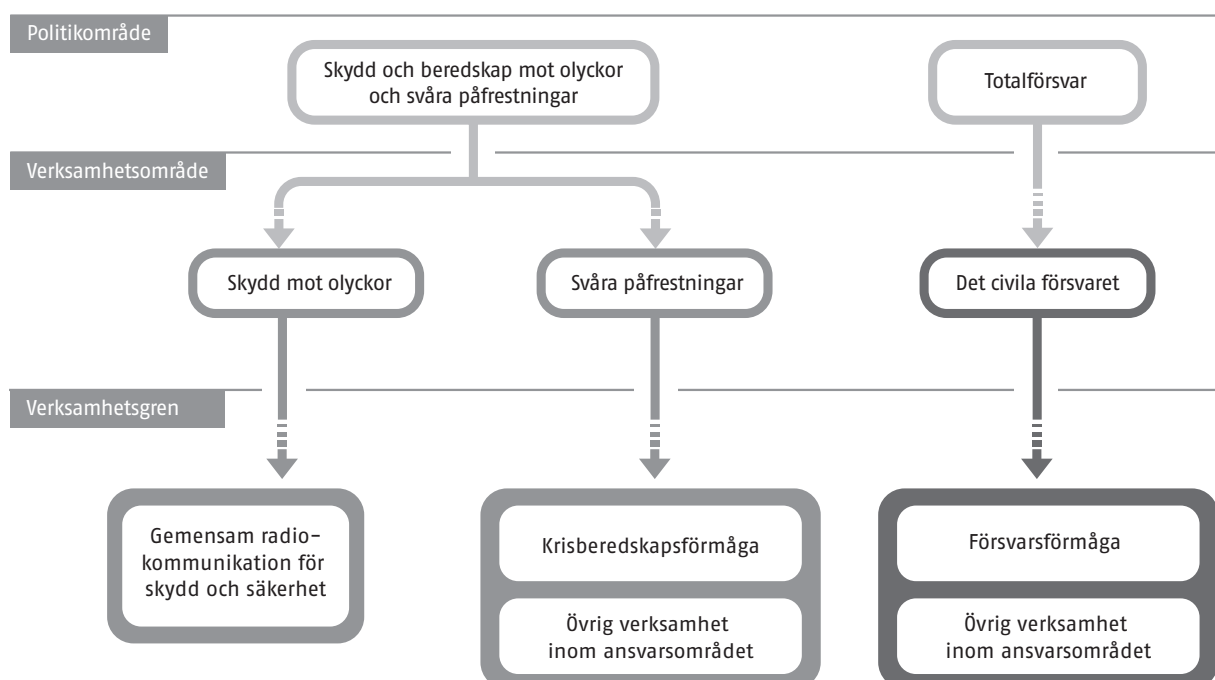 Politikområde
Skydd och beredskap mot olyckor
och svåra påfrestningar
Totalförsvar
Verksamhetsområde
Skydd mot olyckor
Svåra påfrestningar
Det civila försvaret
Verksamhetsgren
Gemensam radio-
kommunikation för
skydd och säkerhet
Krisberedskapsförmåga
Övrig verksamhet
inom ansvarsområdet
Försvarsförmåga
Övrig verksamhet
inom ansvarsområdet